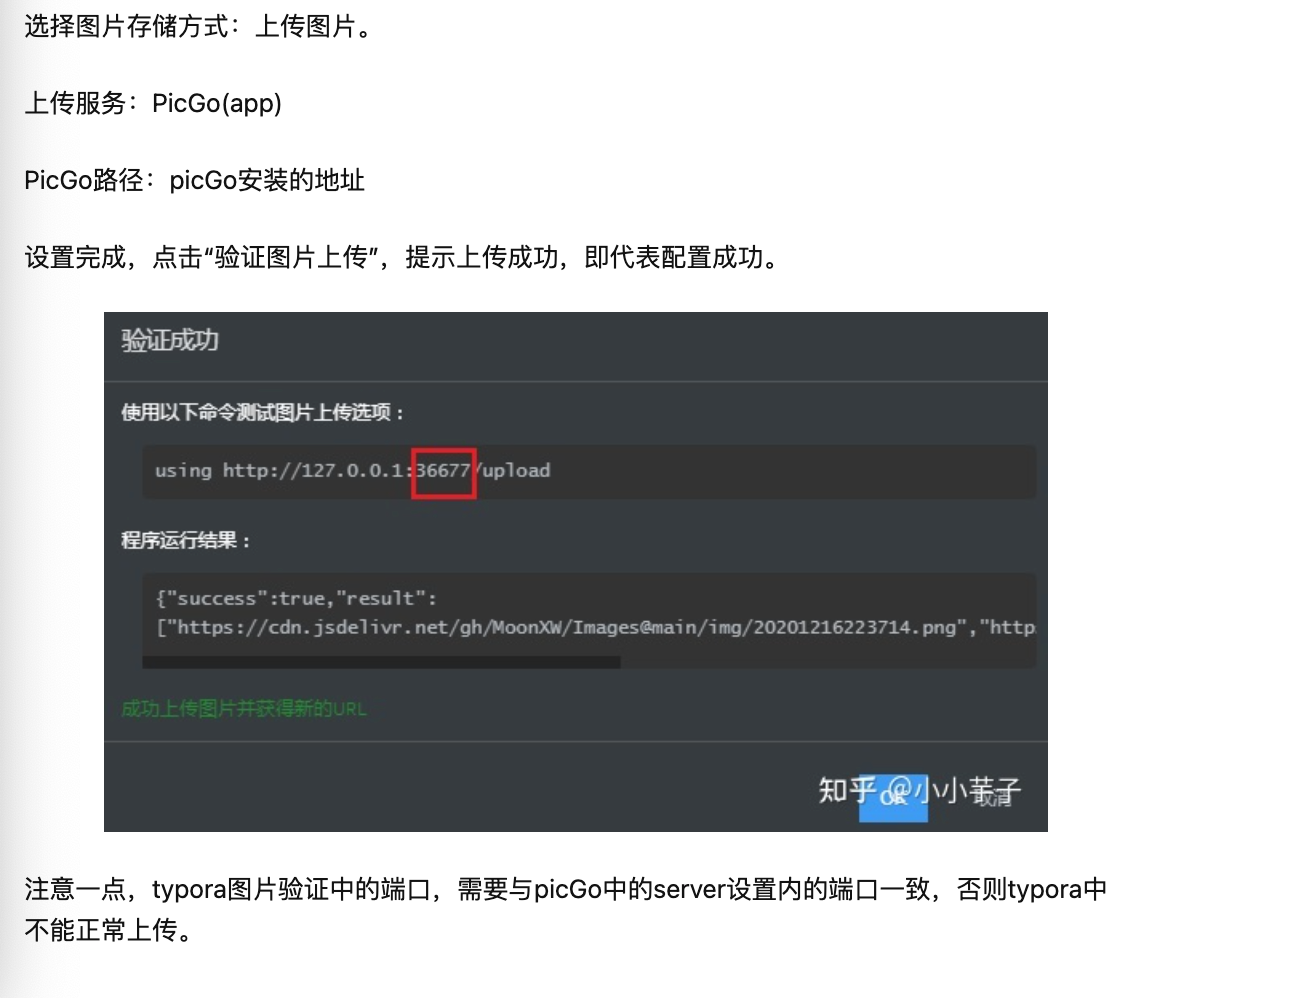 选择图片存储方式：上传图片。
上传服务：PicGo(app)
PicGo路径：picGo安装的地址
设置完成，点击“验证图片上传”，提示上传成功，即代表配置成功。
验证成功
使用以下命令测试图片上传选项：
using http://127.0.0.1:36677/upload
程序运行结果：
{"success":true,"result":
["https://cdn.jsdelivr.net/gh/MoonXW/Images@main/img/20201216223714.png","http
成功上传图片并获得新的URL
知乎 @小小芋子
OK
取消
注意一点，typora图片验证中的端口，需要与picGo中的server设置内的端口一致，否则typora中
不能正常上传。